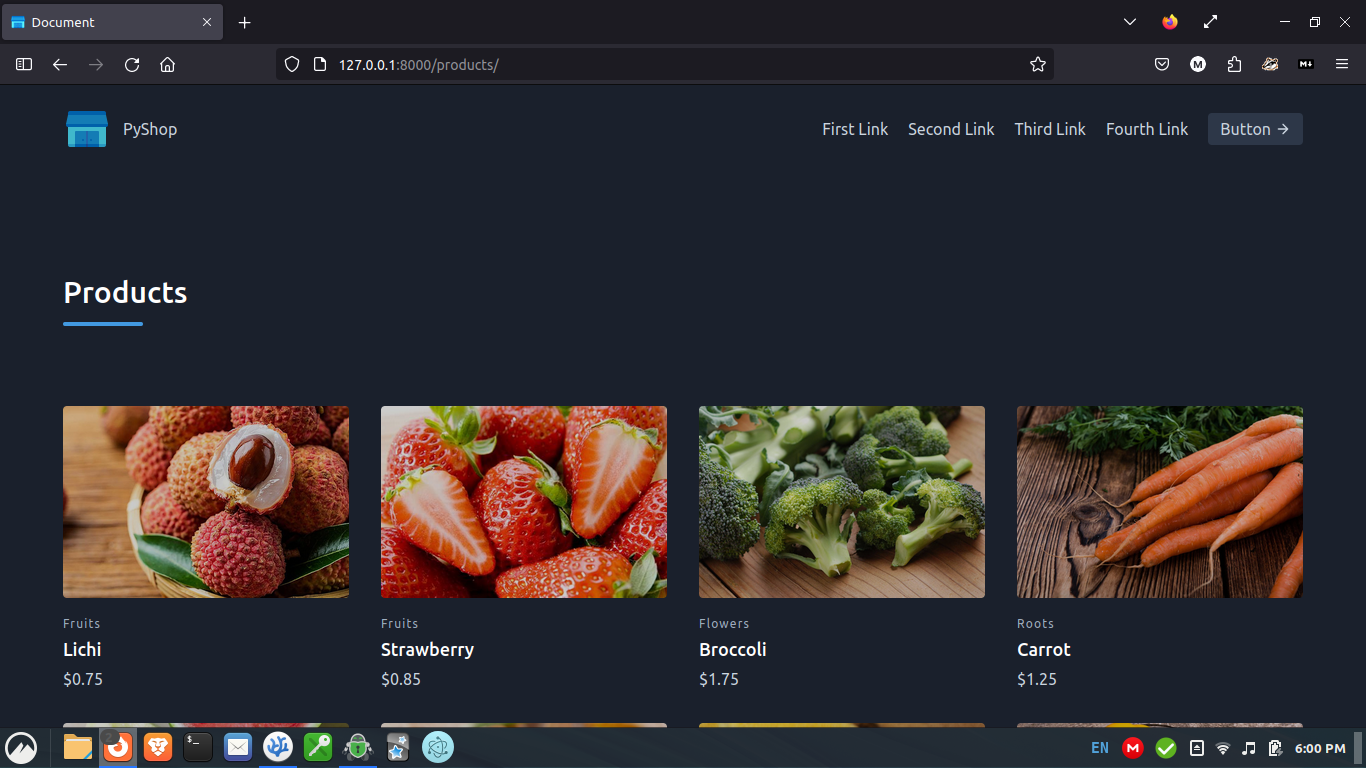 Document
127.0.0.1:8000/products/
PyShop
First Link
Second Link
Third Link
Fourth Link
Button →
Products
Fruits
Lichi
$0.75
Fruits
Strawberry
$0.85
Flowers
Broccoli
$1.75
Roots
Carrot
$1.25
EN
6:00 PM